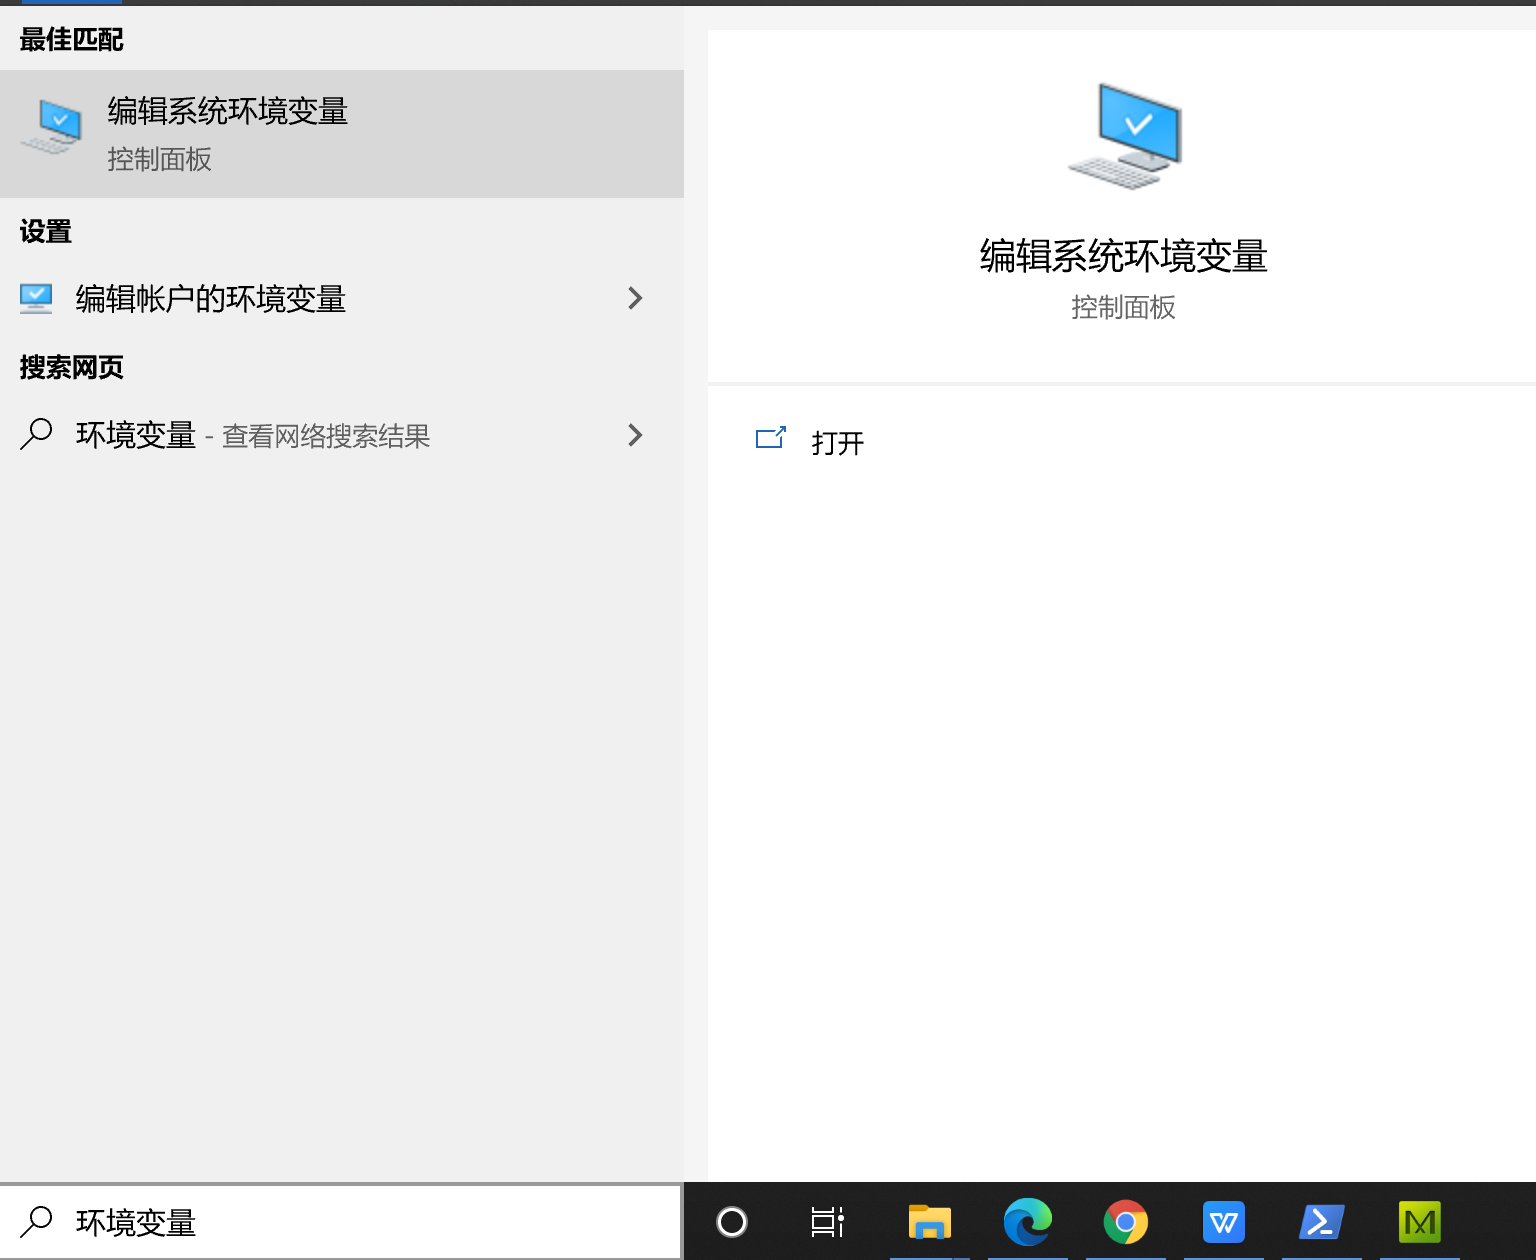 最佳匹配
编辑系统环境变量
控制面板
设置
编辑帐户的环境变量
搜索网页
环境变量 - 查看网络搜索结果
编辑系统环境变量
控制面板
打开
环境变量